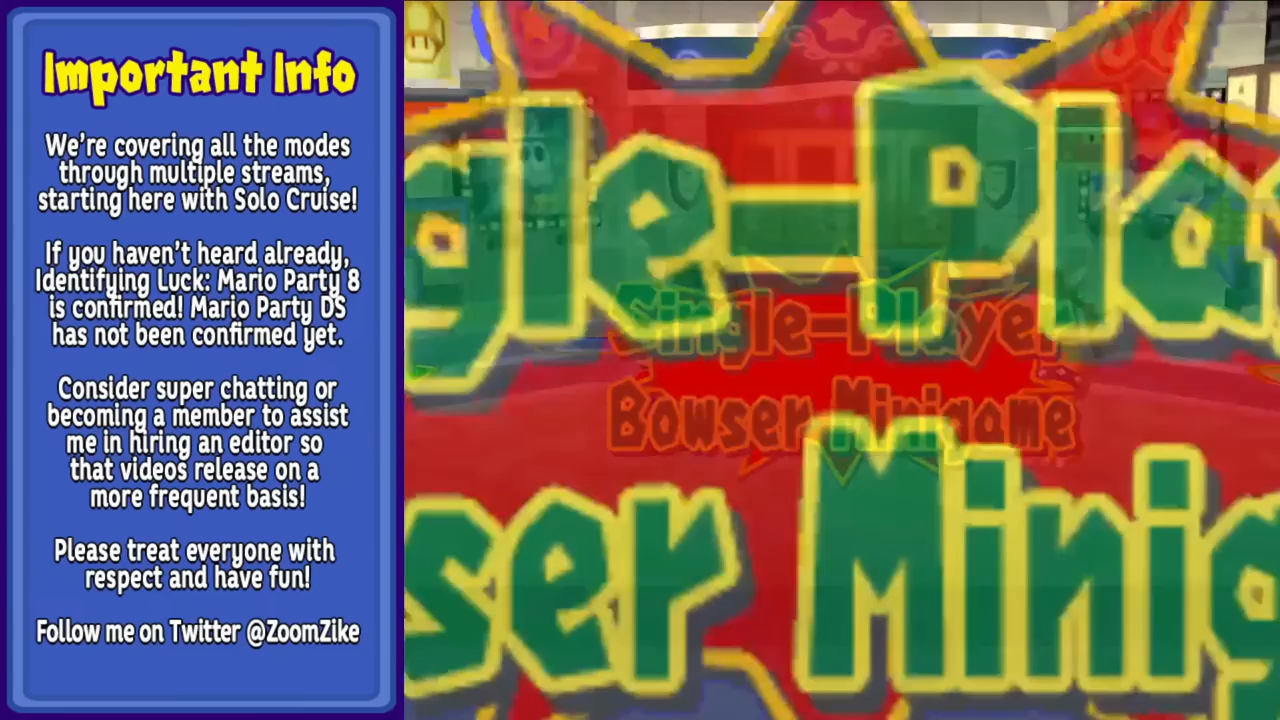 Important Info
We're covering all the modes
through multiple streams,
starting here with Solo Cruise!
If you haven't heard already,
Identifying Luck: Mario Party 8
is confirmed! Mario Party DS
has not been confirmed yet.
Consider super chatting or
becoming a member to assist
me in hiring an editor so
that videos release on a
more frequent basis!
Please treat everyone with
respect and have fun!
Follow me on Twitter @ZoomZike
gle-Pla
Single-Player
Bowser Minigame
ser Minig